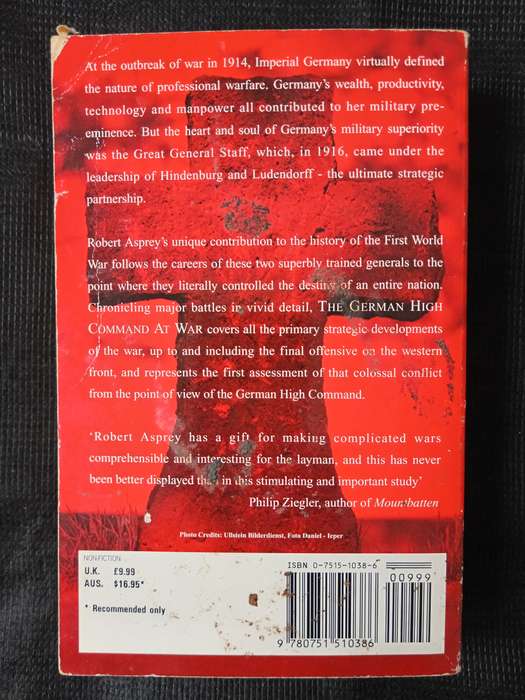 At the outbreak of war in 1914, Imperial Germany virtually defined
the nature of professional warfare. Germany's wealth, productivity,
technology and manpower all contributed to her military pre-
eminence. But the heart and soul of Germany's military superiority
was the Great General Staff, which, in 1916, came under the
leadership of Hindenburg and Ludendorff - the ultimate strategic
partnership.
Robert Asprey's unique contribution to the history of the First World
War follows the careers of these two superbly trained generals to the
point where they literally controlled the destiny of an entire nation.
Chronicling major battles in vivid detail, THE GERMAN HIGH
COMMAND AT WAR covers all the primary strategic developments
of the war, up to and including the final offensive on the western
front, and represents the first assessment of that colossal conflict
from the point of view of the German High Command.
'Robert Asprey has a gift for making complicated wars
comprehensible and interesting for the layman, and this has never
been better displayed than in this stimulating and important study'
Philip Ziegler, author of Mountbatten
Photo Credits: Ullstein Bilderdienst, Foto Daniel - Ieper
NON-FICTION
U.K. £9.99
AUS. $16.95*
* Recommended only
ISBN 0-7515-1038-6
00999
9 780751 510386